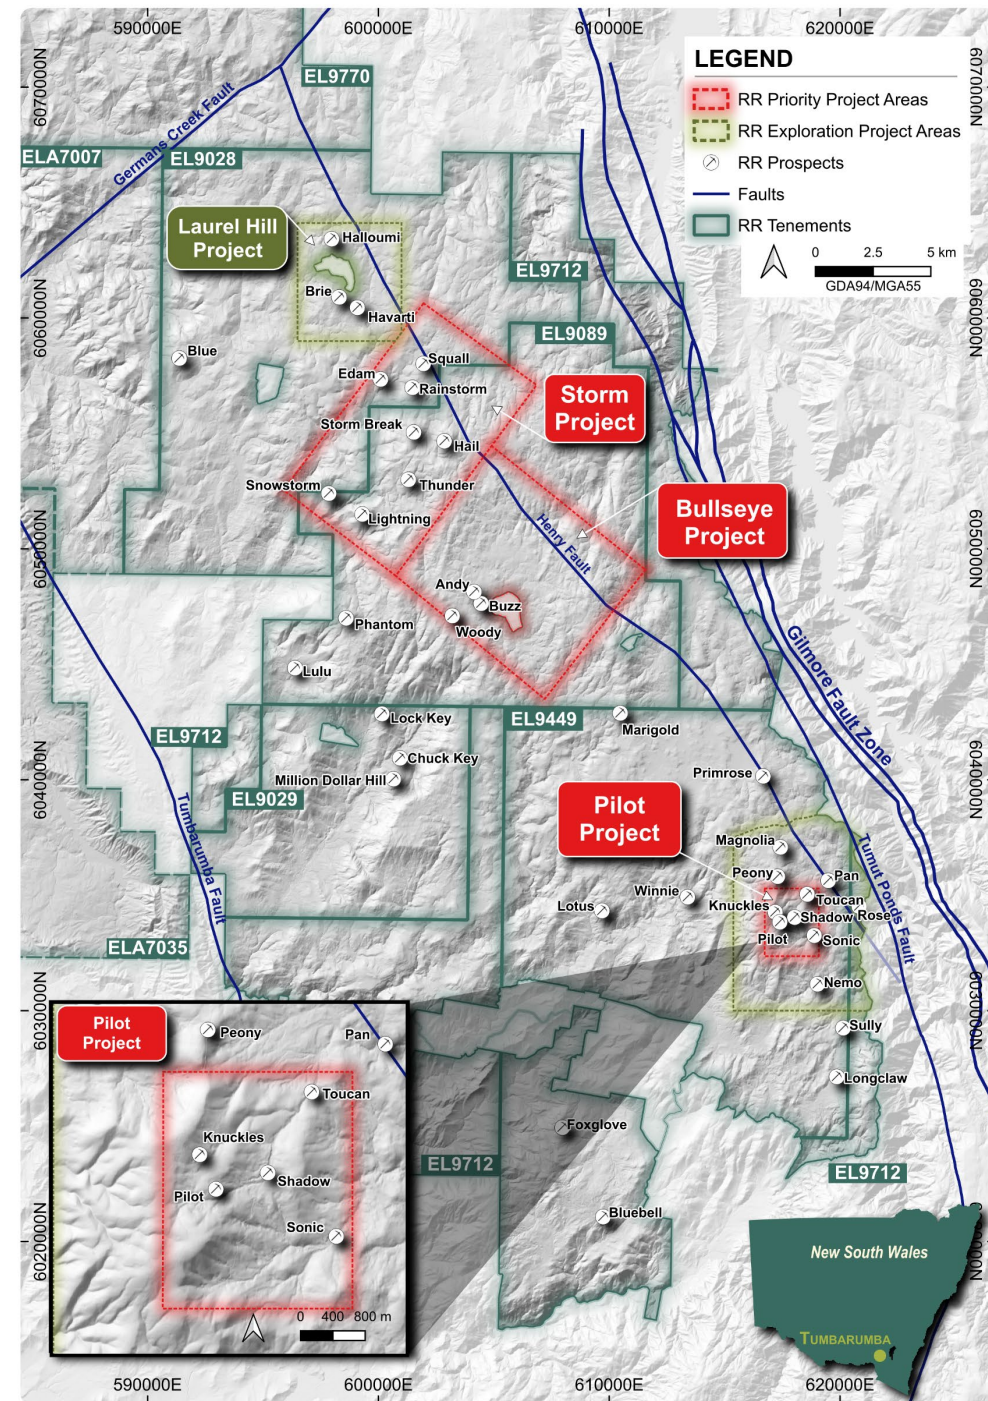 590000E
600000E
610000E
620000E
6070000N
6070000N
LEGEND
RR Priority Project Areas
RR Exploration Project Areas
RR Prospects
Faults
RR Tenements
0 2.5 5 km
GDA94/MGA55
EL9770
Germans Creek Fault
ELA7007
EL9028
Laurel Hill
Project
Halloumi
Brie
Havarti
EL9712
6060000N
6060000N
EL9089
Blue
Squall
Edam
Rainstorm
Storm
Project
Storm Break
Hail
Snowstorm
Thunder
Lightning
Bullseye
Project
Henry Fault
6050000N
6050000N
Andy
Buzz
Woody
Phantom
Lulu
Gilmore Fault Zone
Lock Key
EL9449
Marigold
EL9712
Chuck Key
Million Dollar Hill
Primrose
6040000N
6040000N
EL9029
Pilot
Project
Tumbarumba Fault
Magnolia
Tumut Ponds Fault
Peony
Pan
Winnie
Toucan
Lotus
Knuckles
Shadow
Rose
Pilot
Sonic
ELA7035
Nemo
6030000N
6030000N
Sully
Longclaw
Pilot
Project
Peony
Pan
Toucan
Knuckles
Shadow
Pilot
Sonic
0 400 800 m
Foxglove
EL9712
EL9712
Bluebell
6020000N
New South Wales
TUMBARUMBA
590000E
600000E
610000E
620000E